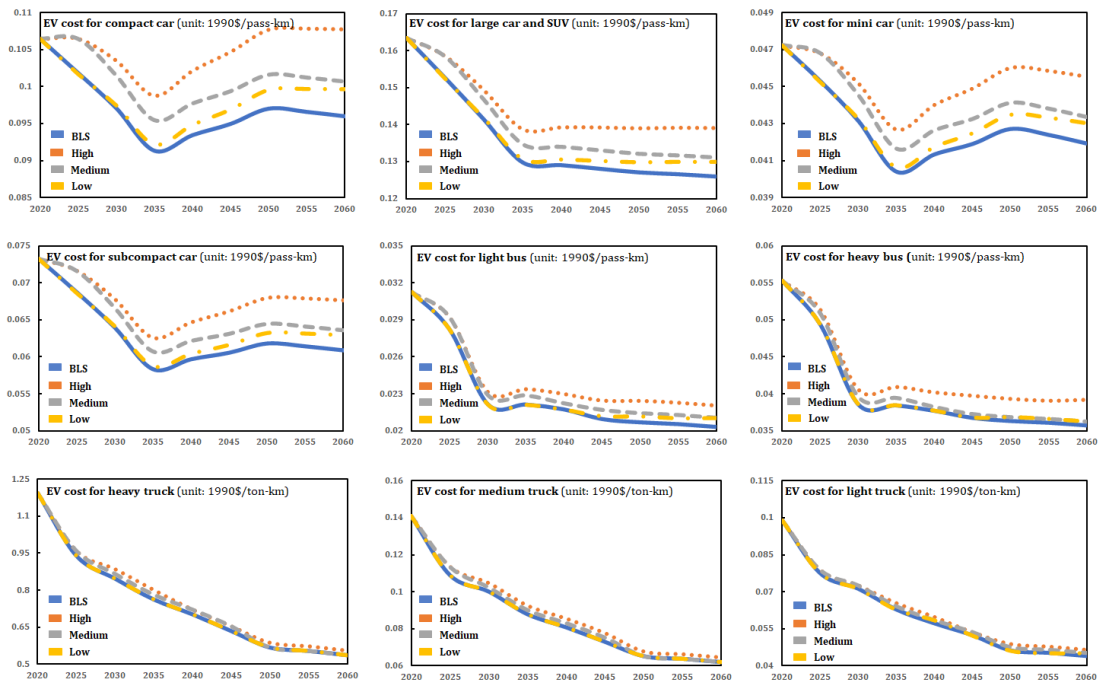 EV cost for compact car (unit: 1990$/pass-km)
0.11
0.105
0.1
0.095
0.09
0.085
BLS
High
Medium
Low
2020 2025 2030 2035 2040 2045 2050 2055 2060
EV cost for large car and SUV (unit: 1990$/pass-km)
0.17
0.16
0.15
0.14
0.13
0.12
BLS
High
Medium
Low
2020 2025 2030 2035 2040 2045 2050 2055 2060
EV cost for mini car (unit: 1990$/pass-km)
0.049
0.047
0.045
0.043
0.041
0.039
BLS
High
Medium
Low
2020 2025 2030 2035 2040 2045 2050 2055 2060
EV cost for subcompact car (unit: 1990$/pass-km)
0.075
0.07
0.065
0.06
0.055
0.05
BLS
High
Medium
Low
2020 2025 2030 2035 2040 2045 2050 2055 2060
EV cost for light bus (unit: 1990$/pass-km)
0.035
0.032
0.029
0.026
0.023
0.02
BLS
High
Medium
Low
2020 2025 2030 2035 2040 2045 2050 2055 2060
EV cost for heavy bus (unit: 1990$/pass-km)
0.06
0.055
0.05
0.045
0.04
0.035
BLS
High
Medium
Low
2020 2025 2030 2035 2040 2045 2050 2055 2060
EV cost for heavy truck (unit: 1990$/ton-km)
1.25
1.1
0.95
0.8
0.65
0.5
BLS
High
Medium
Low
2020 2025 2030 2035 2040 2045 2050 2055 2060
EV cost for medium truck (unit: 1990$/ton-km)
0.16
0.14
0.12
0.1
0.08
0.06
BLS
High
Medium
Low
2020 2025 2030 2035 2040 2045 2050 2055 2060
EV cost for light truck (unit: 1990$/ton-km)
0.115
0.1
0.085
0.07
0.055
0.04
BLS
High
Medium
Low
2020 2025 2030 2035 2040 2045 2050 2055 2060